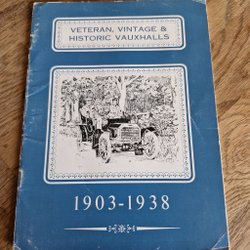 VETERAN, VINTAGE &
HISTORIC VAUXHALLS
1903-1938